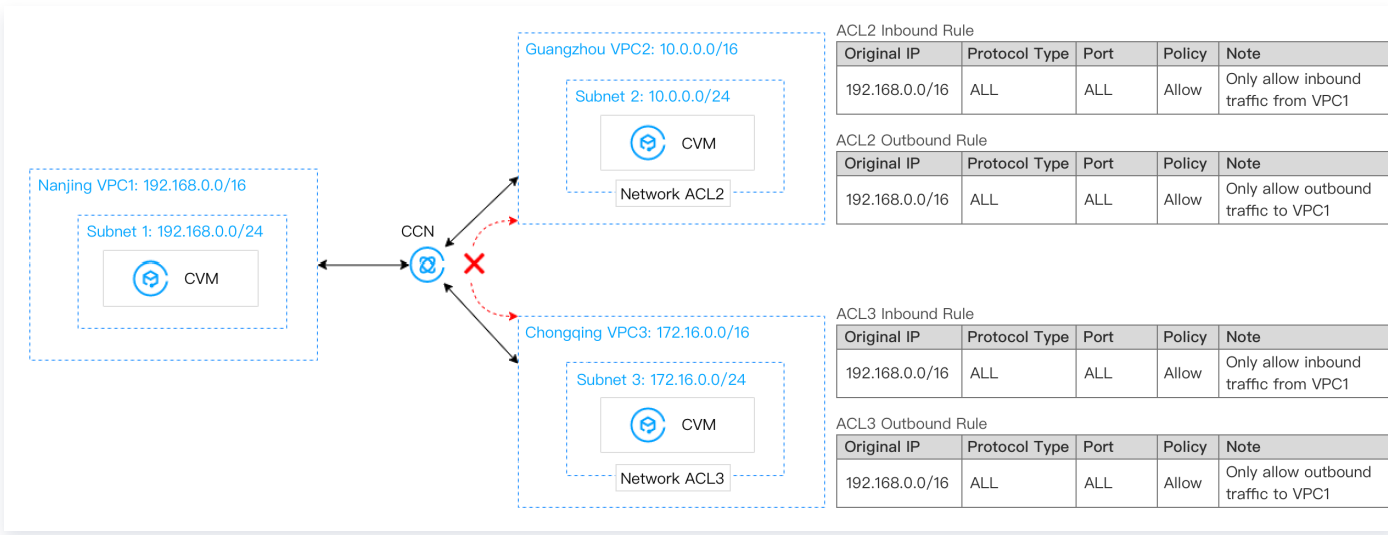 Nanjing VPC1: 192.168.0.0/16
Subnet 1: 192.168.0.0/24
CVM
CCN
Guangzhou VPC2: 10.0.0.0/16
Subnet 2: 10.0.0.0/24
CVM
Network ACL2
Chongqing VPC3: 172.16.0.0/16
Subnet 3: 172.16.0.0/24
CVM
Network ACL3
ACL2 Inbound Rule
Original IP Protocol Type Port Policy Note
192.168.0.0/16 ALL ALL Allow Only allow inbound
traffic from VPC1
ACL2 Outbound Rule
Original IP Protocol Type Port Policy Note
192.168.0.0/16 ALL ALL Allow Only allow outbound
traffic to VPC1
ACL3 Inbound Rule
Original IP Protocol Type Port Policy Note
192.168.0.0/16 ALL ALL Allow Only allow inbound
traffic from VPC1
ACL3 Outbound Rule
Original IP Protocol Type Port Policy Note
192.168.0.0/16 ALL ALL Allow Only allow outbound
traffic to VPC1